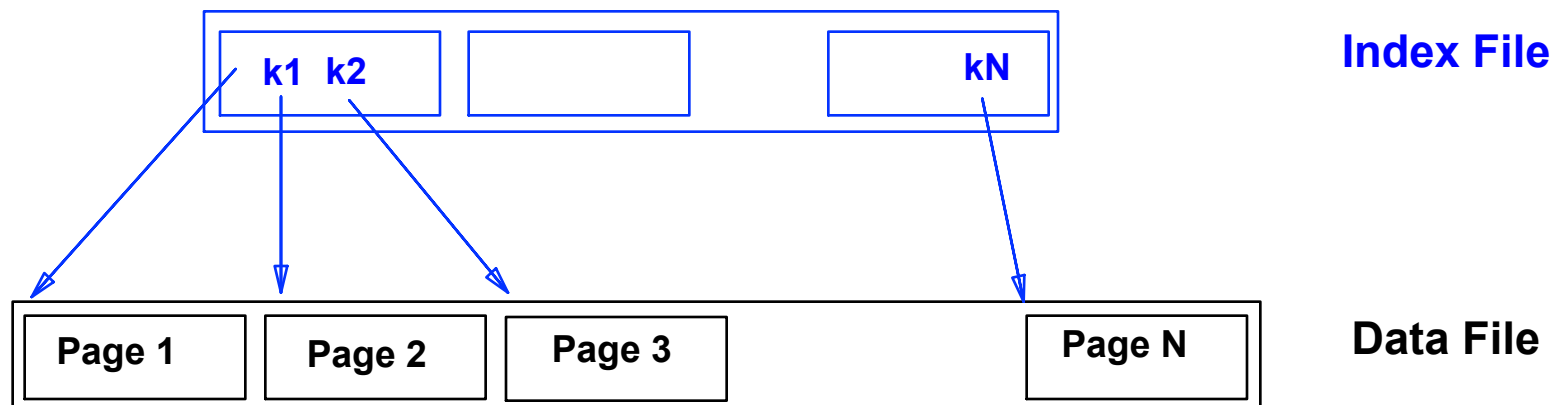 k1 k2 kN Index File
Page 1 Page 2 Page 3 Page N Data File